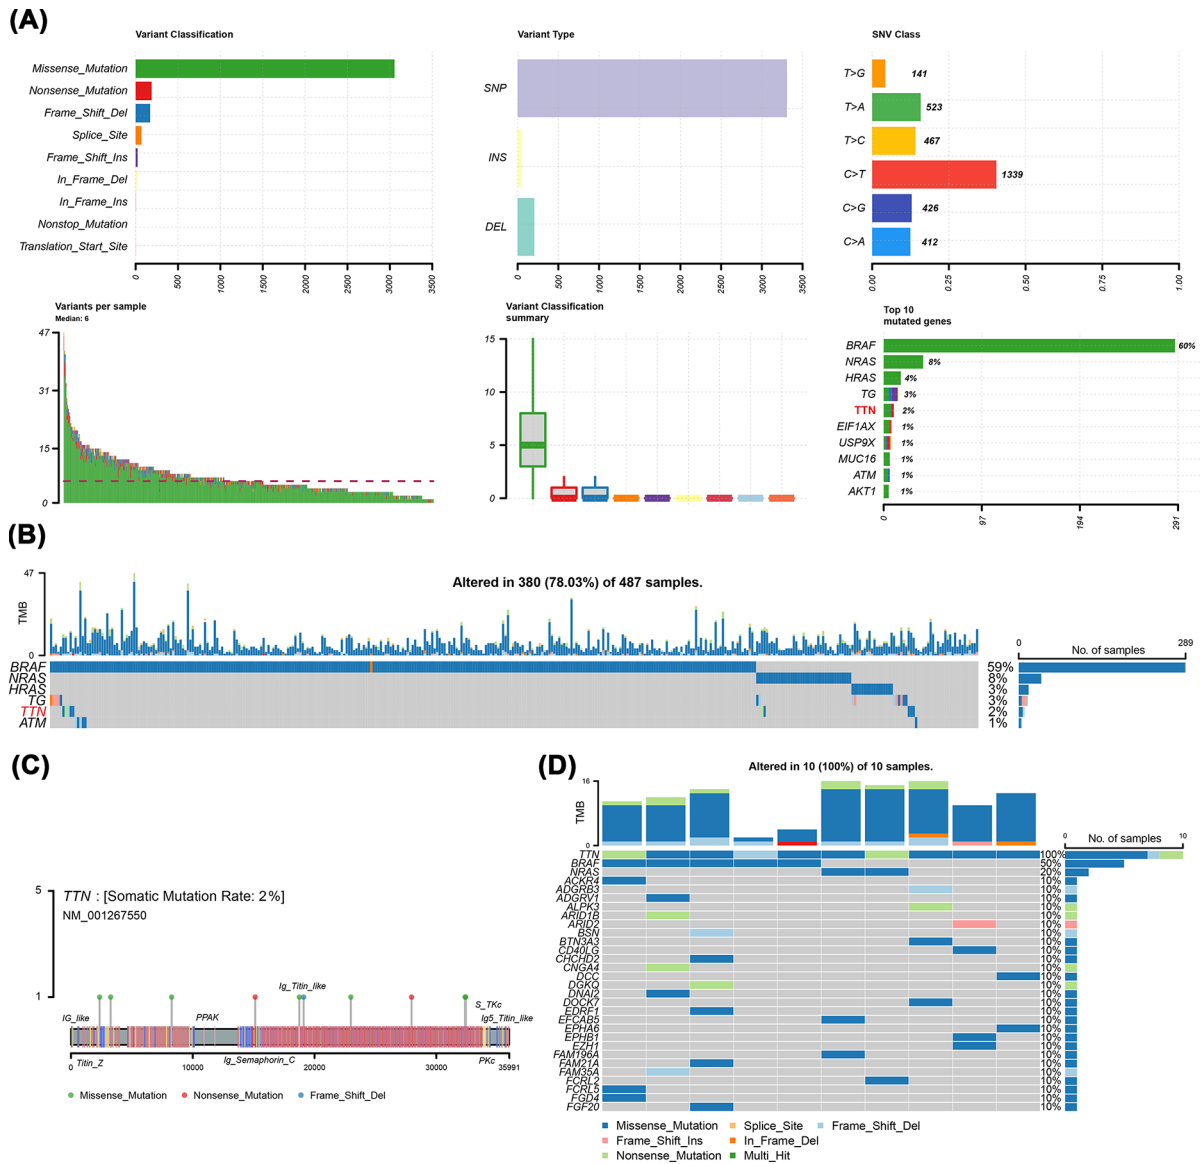 (A)
Variant Classification
Missense_Mutation
Nonsense_Mutation
Frame_Shift_Del
Splice_Site
Frame_Shift_Ins
In_Frame_Del
In_Frame_Ins
Nonstop_Mutation
Translation_Start_Site
0
500
1000
1500
2000
2500
3000
3500
Variant Type
SNP
INS
DEL
0
500
1000
1500
2000
2500
3000
3500
SNV Class
T>G 141
T>A 523
T>C 467
C>T 1339
C>G 426
C>A 412
0.00
0.25
0.50
0.75
1.00
Variants per sample
Median: 6
47
31
15
0
Variant Classification
summary
15
10
5
0
Top 10
mutated genes
BRAF 60%
NRAS 8%
HRAS 4%
TG 3%
TTN 2%
EIF1AX 1%
USP9X 1%
MUC16 1%
ATM 1%
AKT1 1%
0
97
194
291
(B)
Altered in 380 (78.03%) of 487 samples.
47
TMB
0
0 289
No. of samples
BRAF 59%
NRAS 8%
HRAS 3%
TG 3%
TTN 2%
ATM 1%
(C)
5
TTN : [Somatic Mutation Rate: 2%]
NM_001267550
1
Ig_Titin_like
S_TKc
IG_like PPAK Ig5_Titin_like
Titin_Z Ig_Semaphorin_C PKc
0 10000 20000 30000 35991
Missense_Mutation Nonsense_Mutation Frame_Shift_Del
(D)
Altered in 10 (100%) of 10 samples.
16
TMB
0
0 10
No. of samples
TTN 100%
BRAF 50%
NRAS 20%
ACKR4 10%
ADGRB3 10%
ADGRV1 10%
ALPK3 10%
ARID1B 10%
ARID2 10%
BSN 10%
BTN3A3 10%
CD40LG 10%
CHCHD2 10%
CNGA4 10%
DCC 10%
DGKQ 10%
DNAI2 10%
DOCK7 10%
EDRF1 10%
EFCAB5 10%
EPHA6 10%
EPHB1 10%
EZH1 10%
FAM196A 10%
FAM21A 10%
FAM35A 10%
FCRL2 10%
FCRL5 10%
FGD4 10%
FGF20 10%
Missense_Mutation Splice_Site Frame_Shift_Del
Frame_Shift_Ins In_Frame_Del
Nonsense_Mutation Multi_Hit